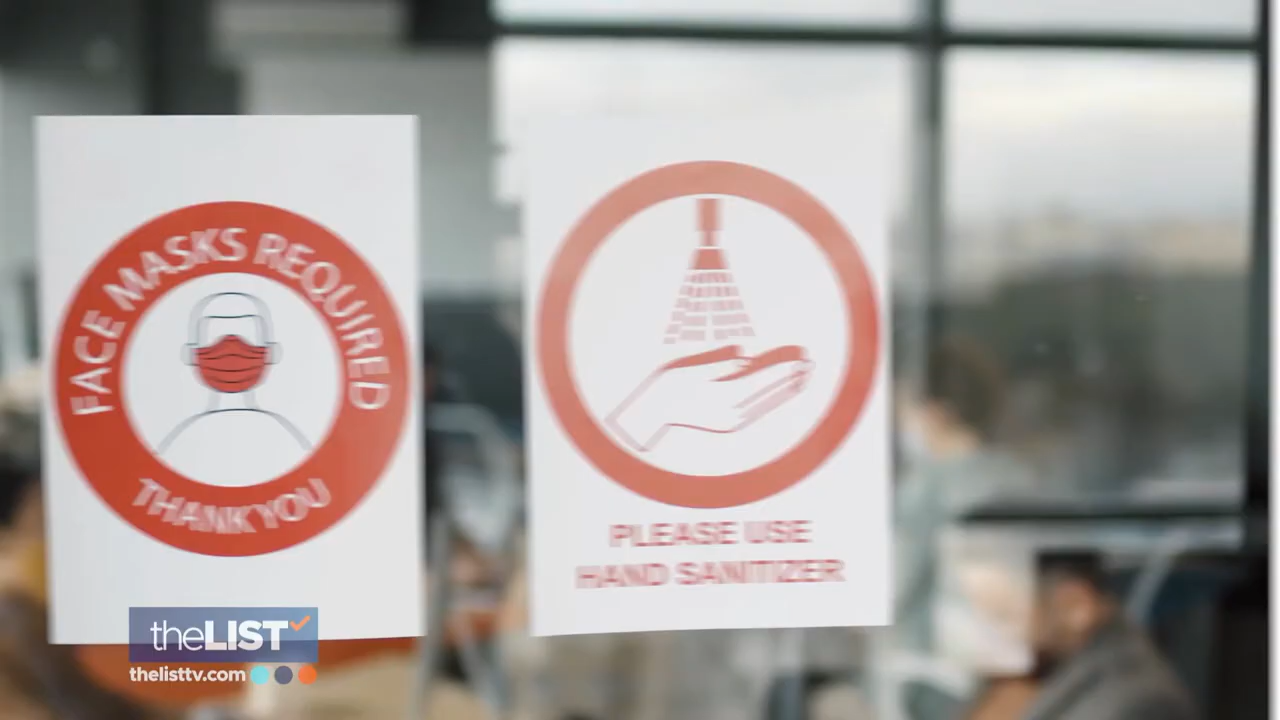 FACE MASKS REQUIRED
THANK YOU
PLEASE USE
HAND SANITIZER
theLIST
thelisttv.com